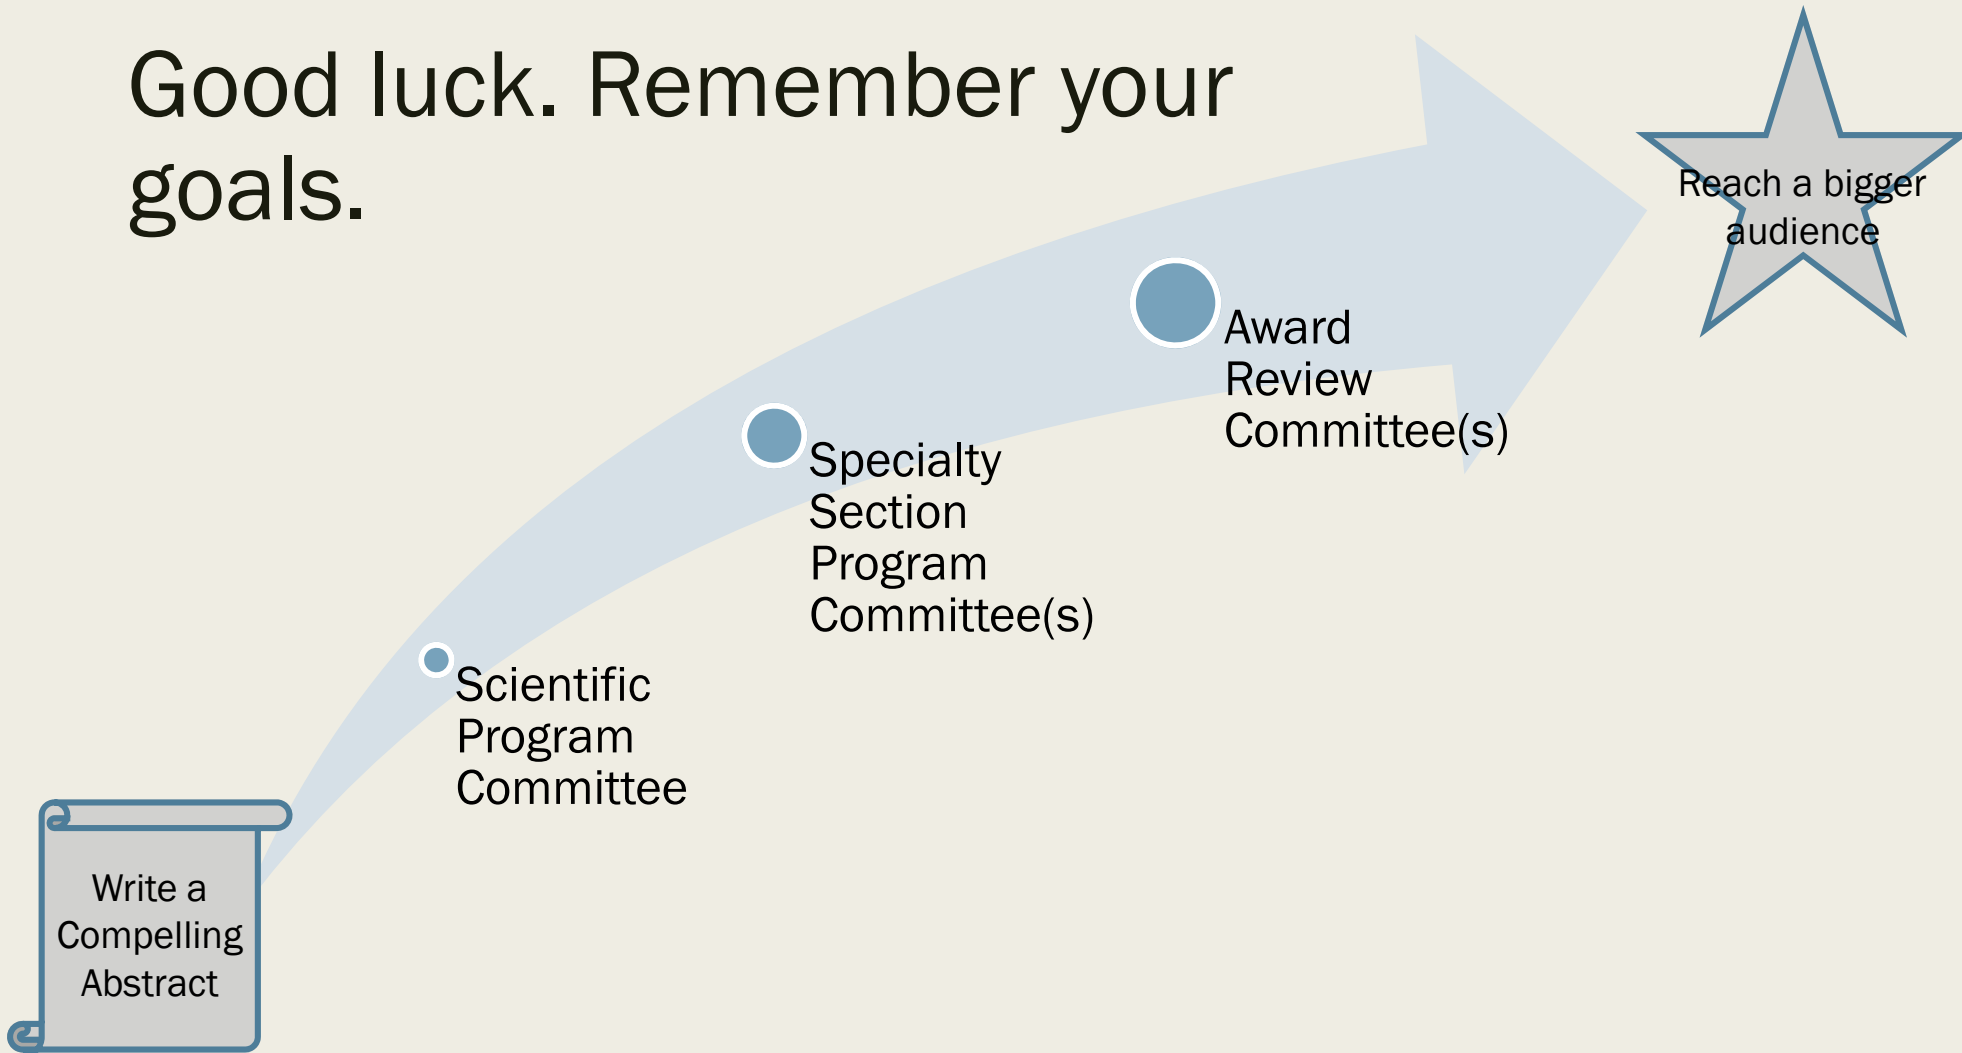 Good luck. Remember your
goals.
Reach a bigger
audience
Award
Review
Committee(s)
Specialty
Section
Program
Committee(s)
Scientific
Program
Committee
Write a
Compelling
Abstract